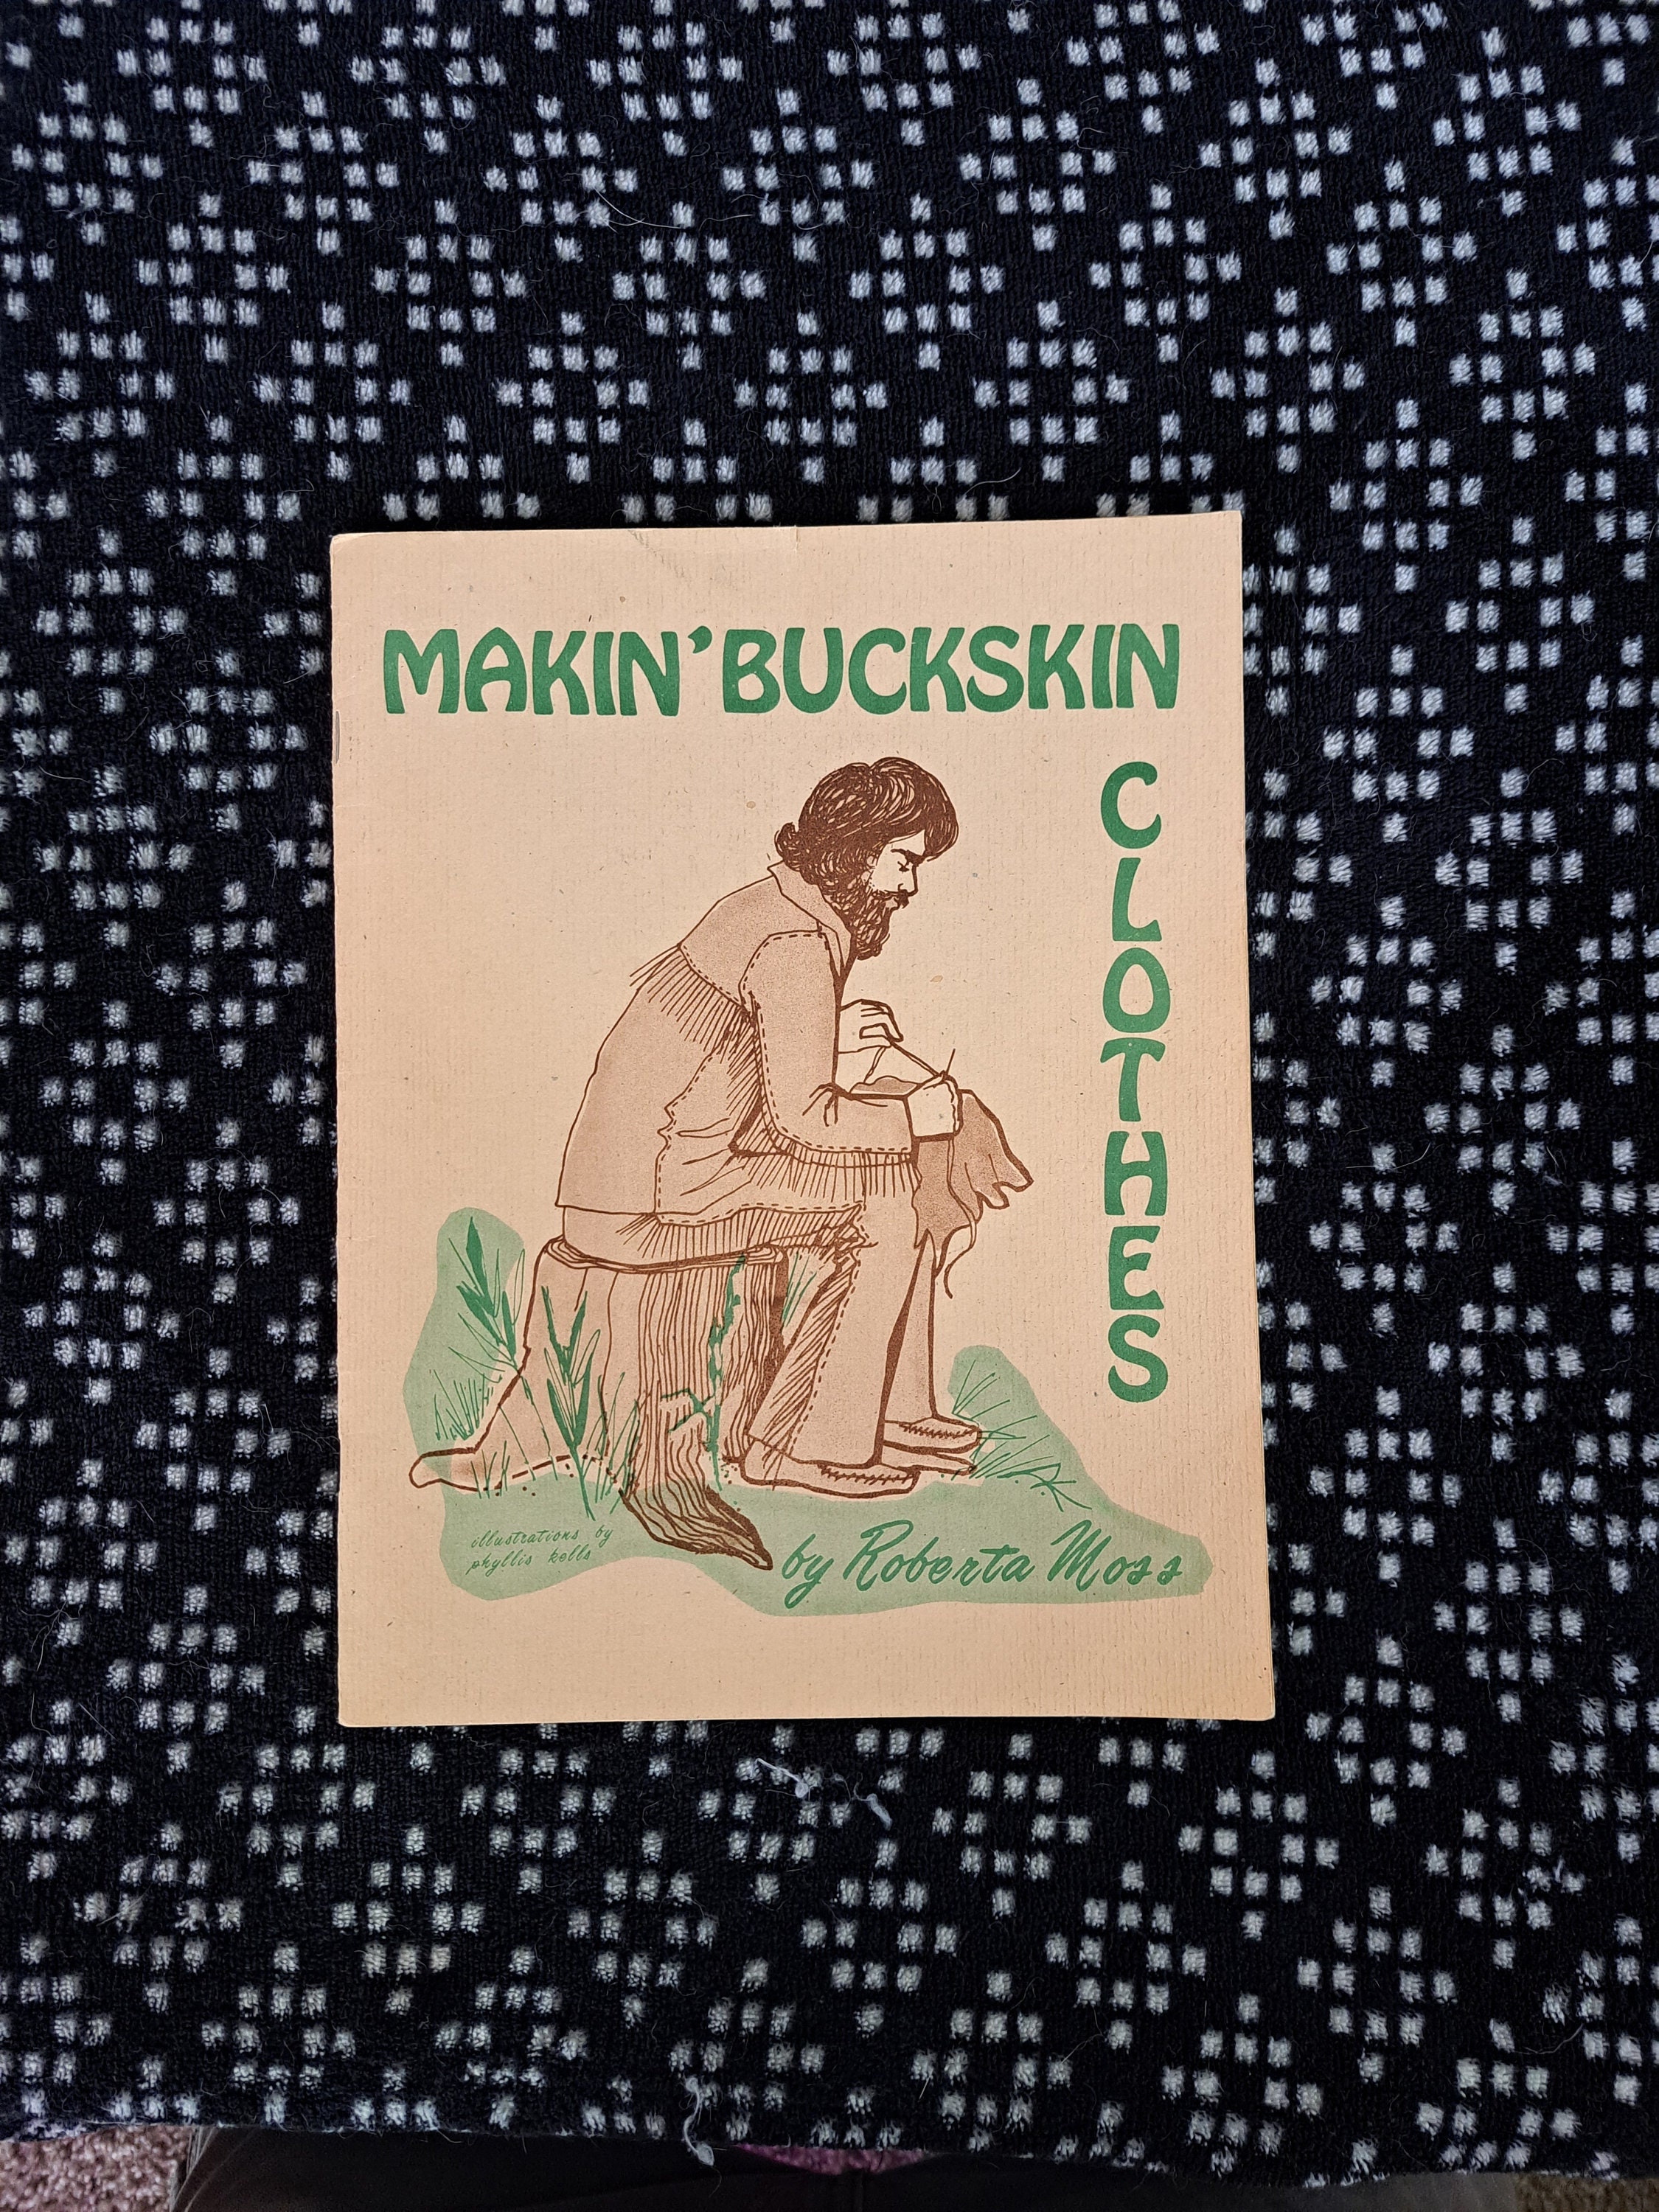 MAKIN' BUCKSKIN
CLOTHES
illustrations by
phyllis kells
by Roberta Moss